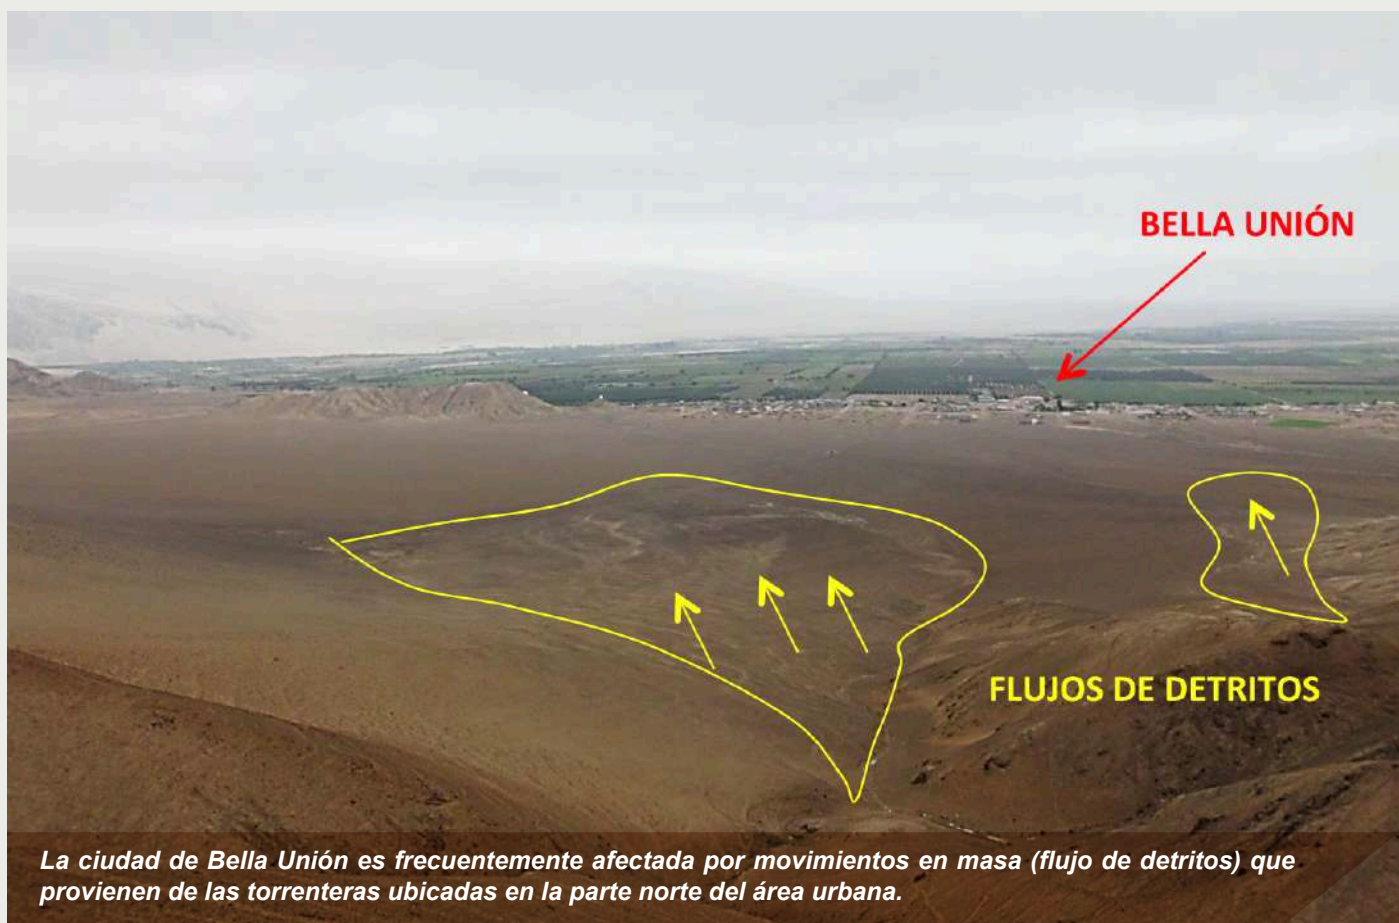 BELLA UNIÓN
FLUJOS DE DETRITOS
La ciudad de Bella Unión es frecuentemente afectada por movimientos en masa (flujo de detritos) que
provienen de las torrenteras ubicadas en la parte norte del área urbana.